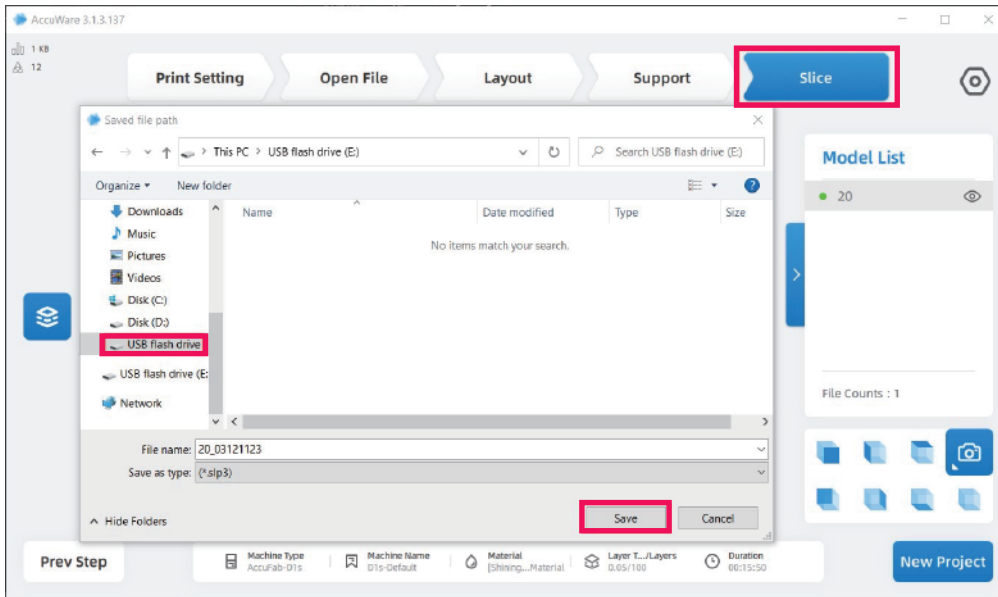 AccuWare 3.1.3.137
1 KB
12
Print Setting
Open File
Layout
Support
Slice
Saved file path
This PC > USB flash drive (E:)
Search USB flash drive (E:)
Organize
New folder
Name
Date modified
Type
Size
No items match your search.
Downloads
Music
Pictures
Videos
Disk (C:)
Disk (D:)
USB flash drive
USB flash drive (E:
Network
File name: 20_03121123
Save as type: (*.slp3)
Hide Folders
Save
Cancel
Model List
20
File Counts : 1
Prev Step
Machine Type
AccuFab-D1s
Machine Name
D1s-Default
Material
[Shining...Material
Layer T.../Layers
0.05/100
Duration
00:15:50
New Project